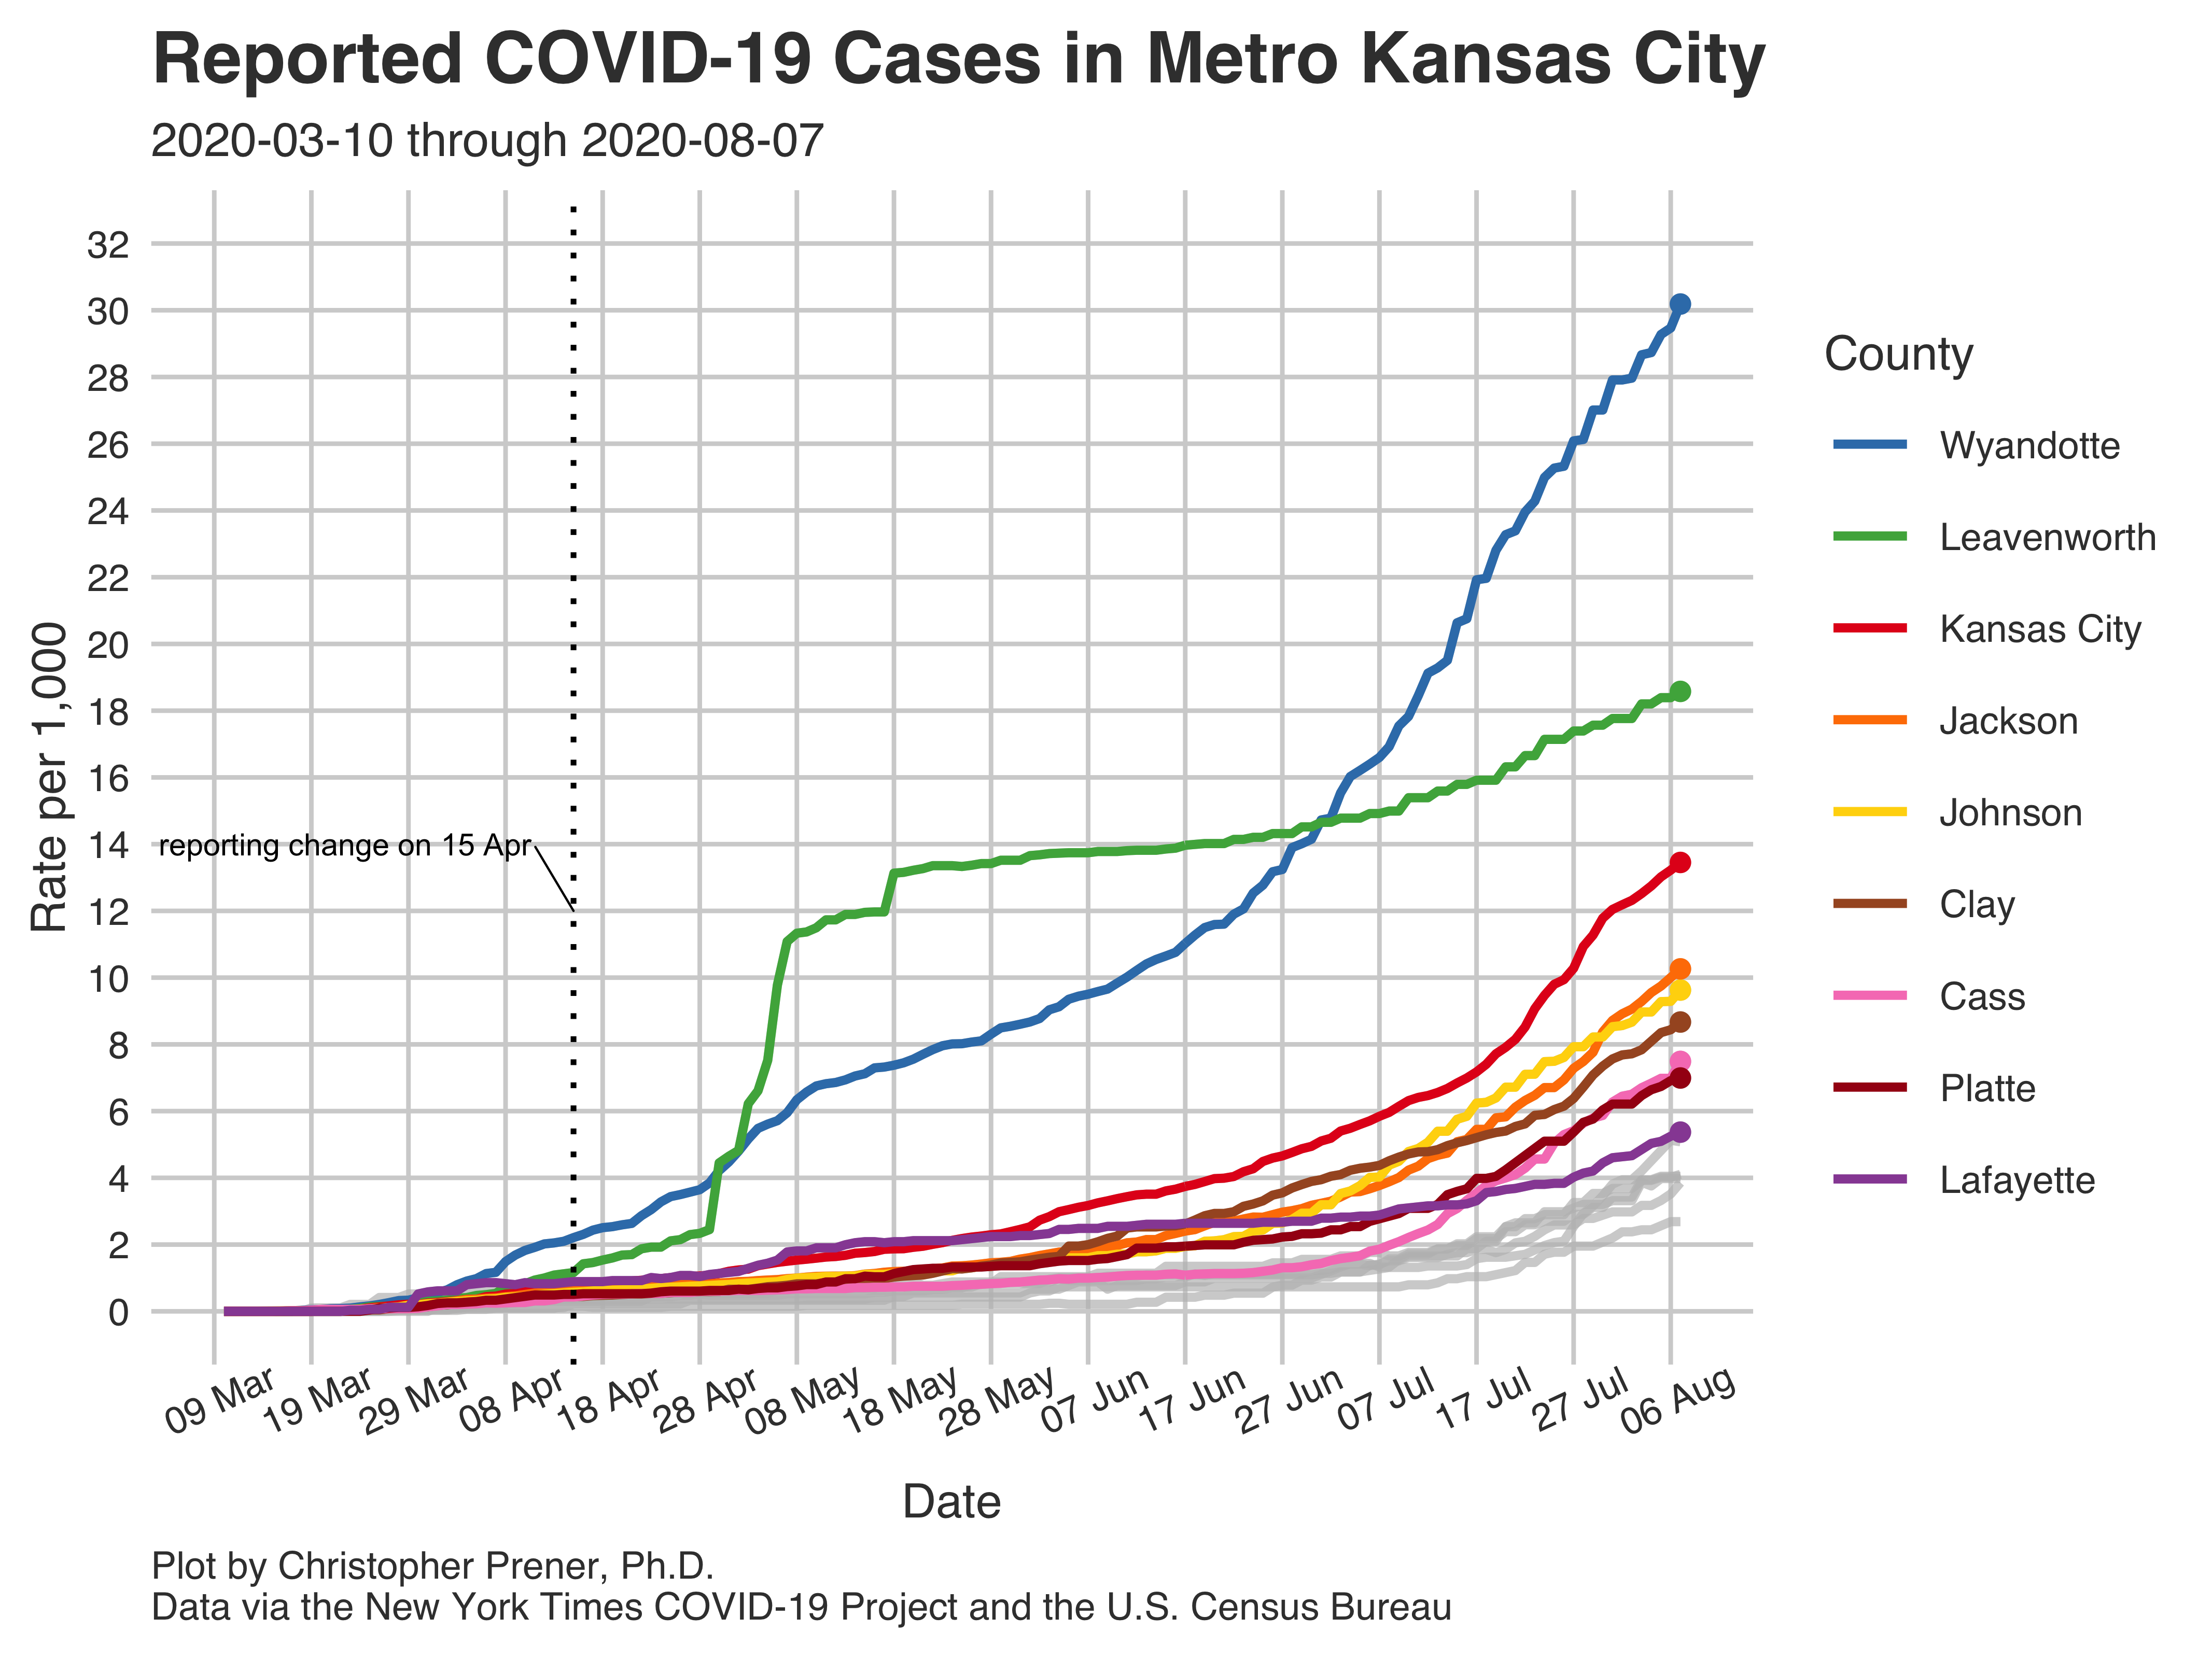 Reported COVID-19 Cases in Metro Kansas City
2020-03-10 through 2020-08-07
32
30
28
26
24
22
20
18
16
14
12
10
8
6
4
2
0
Rate per 1,000
reporting change on 15 Apr
09 Mar
19 Mar
29 Mar
08 Apr
18 Apr
28 Apr
08 May
18 May
28 May
07 Jun
17 Jun
27 Jun
07 Jul
17 Jul
27 Jul
06 Aug
Date
County
Wyandotte
Leavenworth
Kansas City
Jackson
Johnson
Clay
Cass
Platte
Lafayette
Plot by Christopher Prener, Ph.D.
Data via the New York Times COVID-19 Project and the U.S. Census Bureau